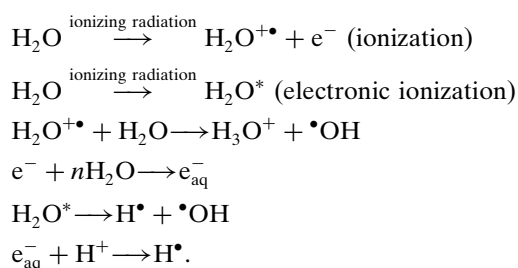 H₂O ionizing radiation⟶ H₂O⁺• + e⁻ (ionization)
H₂O ionizing radiation⟶ H₂O* (electronic ionization)
H₂O⁺• + H₂O⟶H₃O⁺ + •OH
e⁻ + nH₂O⟶e⁻aq
H₂O*⟶H• + •OH
e⁻aq + H⁺⟶H•.